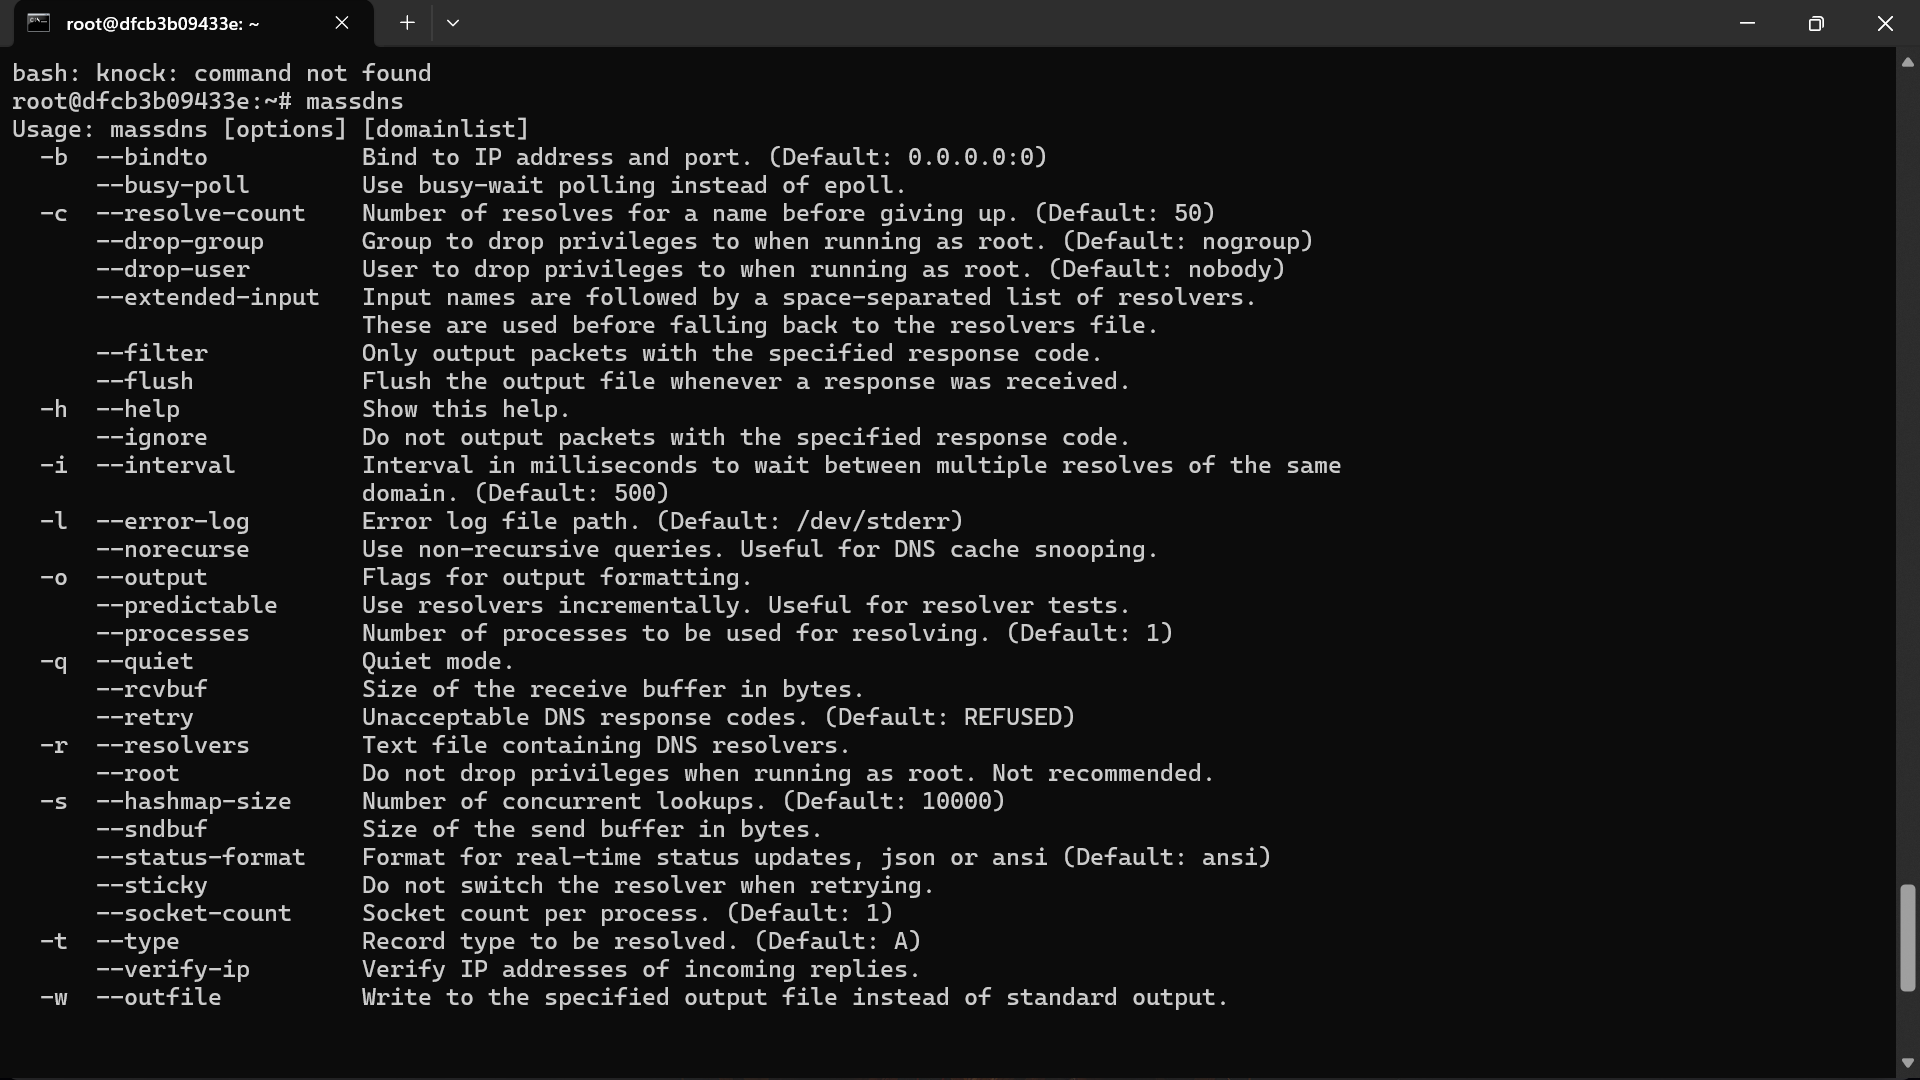 root@dfcb3b09433e: ~
bash: knock: command not found
root@dfcb3b09433e:~# massdns
Usage: massdns [options] [domainlist]
  -b  --bindto           Bind to IP address and port. (Default: 0.0.0.0:0)
      --busy-poll        Use busy-wait polling instead of epoll.
  -c  --resolve-count    Number of resolves for a name before giving up. (Default: 50)
      --drop-group       Group to drop privileges to when running as root. (Default: nogroup)
      --drop-user        User to drop privileges to when running as root. (Default: nobody)
      --extended-input   Input names are followed by a space-separated list of resolvers.
                         These are used before falling back to the resolvers file.
      --filter           Only output packets with the specified response code.
      --flush            Flush the output file whenever a response was received.
  -h  --help             Show this help.
      --ignore           Do not output packets with the specified response code.
  -i  --interval         Interval in milliseconds to wait between multiple resolves of the same
                         domain. (Default: 500)
  -l  --error-log        Error log file path. (Default: /dev/stderr)
      --norecurse        Use non-recursive queries. Useful for DNS cache snooping.
  -o  --output           Flags for output formatting.
      --predictable      Use resolvers incrementally. Useful for resolver tests.
      --processes        Number of processes to be used for resolving. (Default: 1)
  -q  --quiet            Quiet mode.
      --rcvbuf           Size of the receive buffer in bytes.
      --retry            Unacceptable DNS response codes. (Default: REFUSED)
  -r  --resolvers        Text file containing DNS resolvers.
      --root             Do not drop privileges when running as root. Not recommended.
  -s  --hashmap-size     Number of concurrent lookups. (Default: 10000)
      --sndbuf           Size of the send buffer in bytes.
      --status-format    Format for real-time status updates, json or ansi (Default: ansi)
      --sticky           Do not switch the resolver when retrying.
      --socket-count     Socket count per process. (Default: 1)
  -t  --type             Record type to be resolved. (Default: A)
      --verify-ip        Verify IP addresses of incoming replies.
  -w  --outfile          Write to the specified output file instead of standard output.